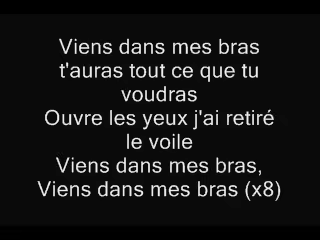 Viens dans mes bras
t'auras tout ce que tu
voudras
Ouvre les yeux j'ai retiré
le voile
Viens dans mes bras,
Viens dans mes bras (x8)